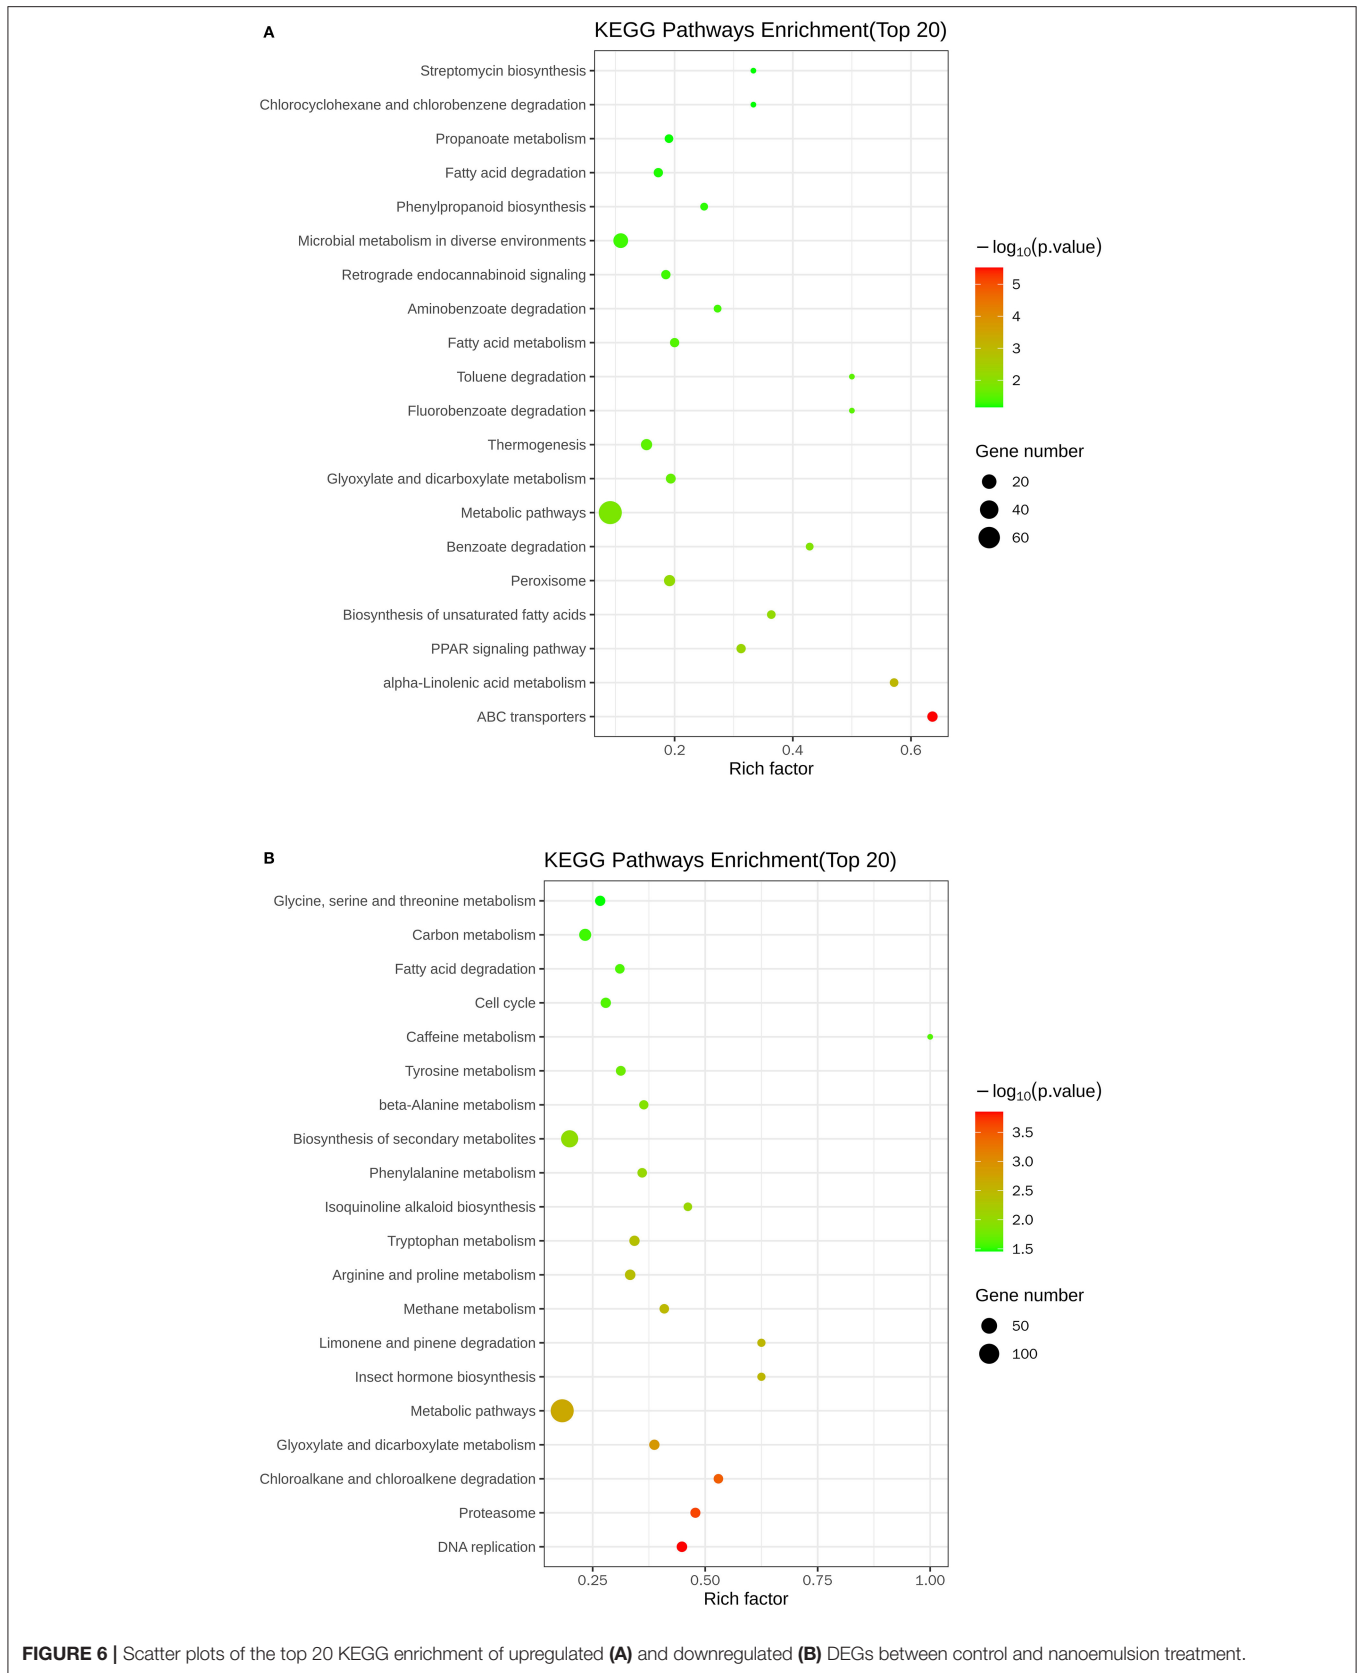 A
KEGG Pathways Enrichment(Top 20)
Streptomycin biosynthesis
Chlorocyclohexane and chlorobenzene degradation
Propanoate metabolism
Fatty acid degradation
Phenylpropanoid biosynthesis
Microbial metabolism in diverse environments
Retrograde endocannabinoid signaling
Aminobenzoate degradation
Fatty acid metabolism
Toluene degradation
Fluorobenzoate degradation
Thermogenesis
Glyoxylate and dicarboxylate metabolism
Metabolic pathways
Benzoate degradation
Peroxisome
Biosynthesis of unsaturated fatty acids
PPAR signaling pathway
alpha-Linolenic acid metabolism
ABC transporters
0.2 0.4 0.6
Rich factor
− log10(p.value)
5
4
3
2
Gene number
20
40
60
B
KEGG Pathways Enrichment(Top 20)
Glycine, serine and threonine metabolism
Carbon metabolism
Fatty acid degradation
Cell cycle
Caffeine metabolism
Tyrosine metabolism
beta-Alanine metabolism
Biosynthesis of secondary metabolites
Phenylalanine metabolism
Isoquinoline alkaloid biosynthesis
Tryptophan metabolism
Arginine and proline metabolism
Methane metabolism
Limonene and pinene degradation
Insect hormone biosynthesis
Metabolic pathways
Glyoxylate and dicarboxylate metabolism
Chloroalkane and chloroalkene degradation
Proteasome
DNA replication
0.25 0.50 0.75 1.00
Rich factor
− log10(p.value)
3.5
3.0
2.5
2.0
1.5
Gene number
50
100
FIGURE 6 | Scatter plots of the top 20 KEGG enrichment of upregulated (A) and downregulated (B) DEGs between control and nanoemulsion treatment.